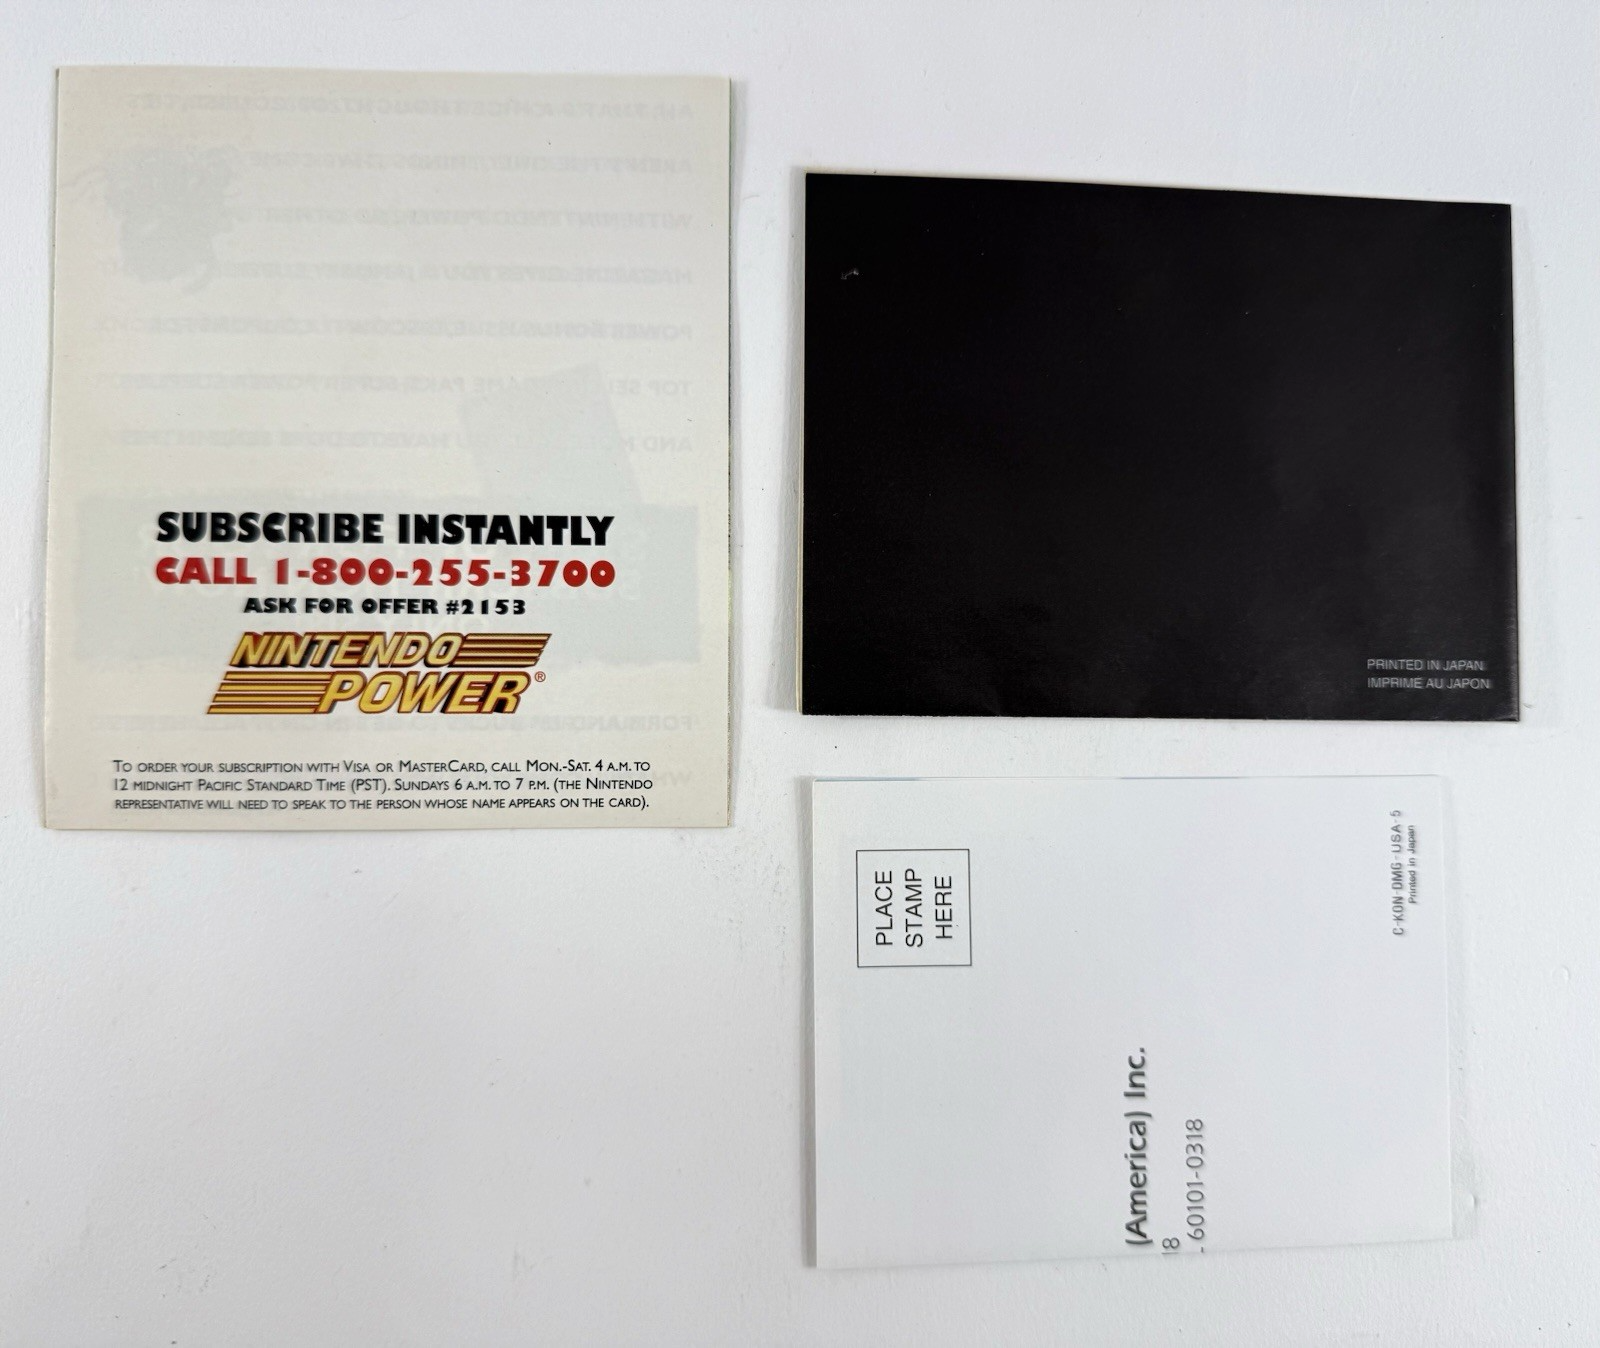 SUBSCRIBE INSTANTLY
CALL 1-800-255-3700
ASK FOR OFFER #2153
NINTENDO
POWER®
TO ORDER YOUR SUBSCRIPTION WITH VISA OR MASTERCARD, CALL MON.-SAT. 4 A.M. TO
12 MIDNIGHT PACIFIC STANDARD TIME (PST). SUNDAYS 6 A.M. TO 7 P.M. (THE NINTENDO
REPRESENTATIVE WILL NEED TO SPEAK TO THE PERSON WHOSE NAME APPEARS ON THE CARD).
PRINTED IN JAPAN
IMPRIME AU JAPON
PLACE
STAMP
HERE
(America) Inc.
18
- 60101-0318
C-KON-DMG-USA-5
Printed in Japan